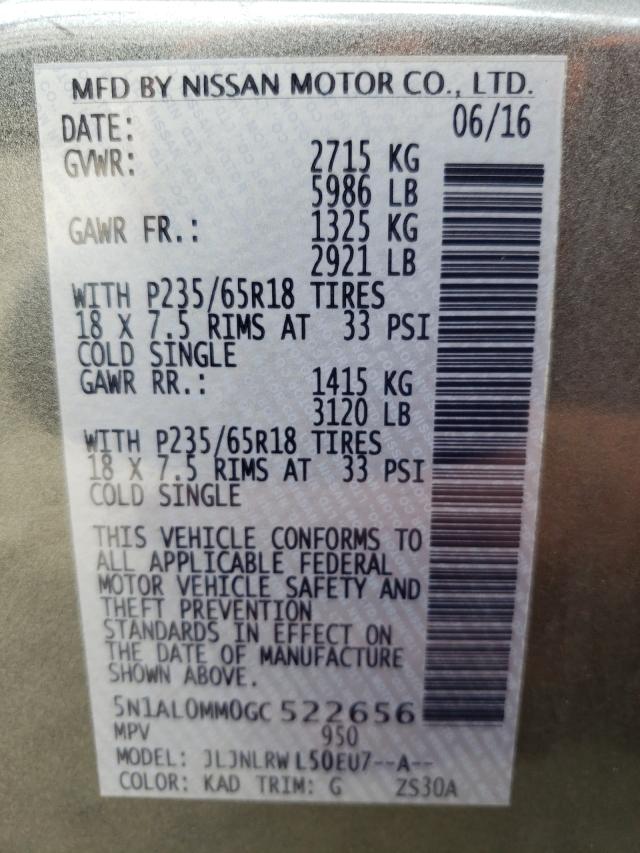 MFD BY NISSAN MOTOR CO., LTD.
DATE: 06/16
GVWR: 2715 KG
5986 LB
GAWR FR.: 1325 KG
2921 LB
WITH P235/65R18 TIRES
18 X 7.5 RIMS AT 33 PSI
COLD SINGLE
GAWR RR.: 1415 KG
3120 LB
WITH P235/65R18 TIRES
18 X 7.5 RIMS AT 33 PSI
COLD SINGLE
THIS VEHICLE CONFORMS TO
ALL APPLICABLE FEDERAL
MOTOR VEHICLE SAFETY AND
THEFT PREVENTION
STANDARDS IN EFFECT ON
THE DATE OF MANUFACTURE
SHOWN ABOVE.
5N1AL0MM0GC 522656
MPV 950
MODEL: JLJNLRW L50EU7--A--
COLOR: KAD TRIM: G ZS30A